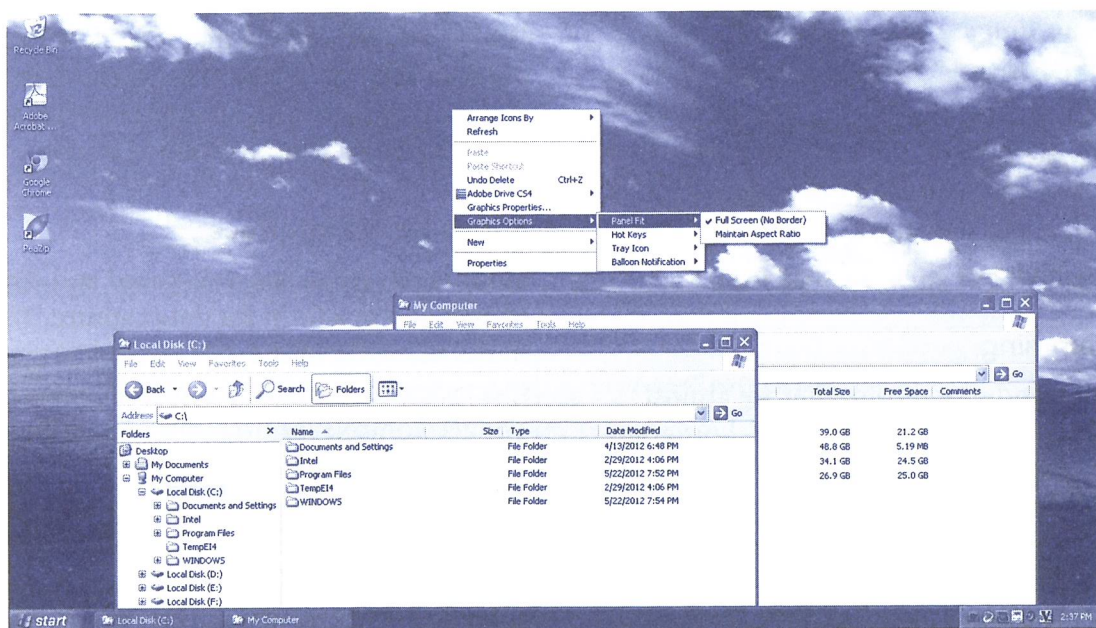 Recycle Bin
Adobe
Acrobat ...
Google
Chrome
PeaZip
Arrange Icons By
Refresh
Paste
Paste Shortcut
Undo Delete Ctrl+Z
Adobe Drive CS4
Graphics Properties...
Graphics Options
New
Properties
Panel Fit
Hot Keys
Tray Icon
Balloon Notification
Full Screen (No Border)
Maintain Aspect Ratio
My Computer
File Edit View Favorites Tools Help
Go
Total Size Free Space Comments
39.0 GB 21.2 GB
48.8 GB 5.19 MB
34.1 GB 24.5 GB
26.9 GB 25.0 GB
Local Disk (C:)
File Edit View Favorites Tools Help
Back Search Folders
Address C:\ Go
Folders X
Desktop
My Documents
My Computer
Local Disk (C:)
Documents and Settings
Intel
Program Files
TempEI4
WINDOWS
Local Disk (D:)
Local Disk (E:)
Local Disk (F:)
Name Size Type Date Modified
Documents and Settings File Folder 4/13/2012 6:48 PM
Intel File Folder 2/29/2012 4:06 PM
Program Files File Folder 5/22/2012 7:52 PM
TempEI4 File Folder 2/29/2012 4:06 PM
WINDOWS File Folder 5/22/2012 7:54 PM
start Local Disk (C:) My Computer 2:37 PM